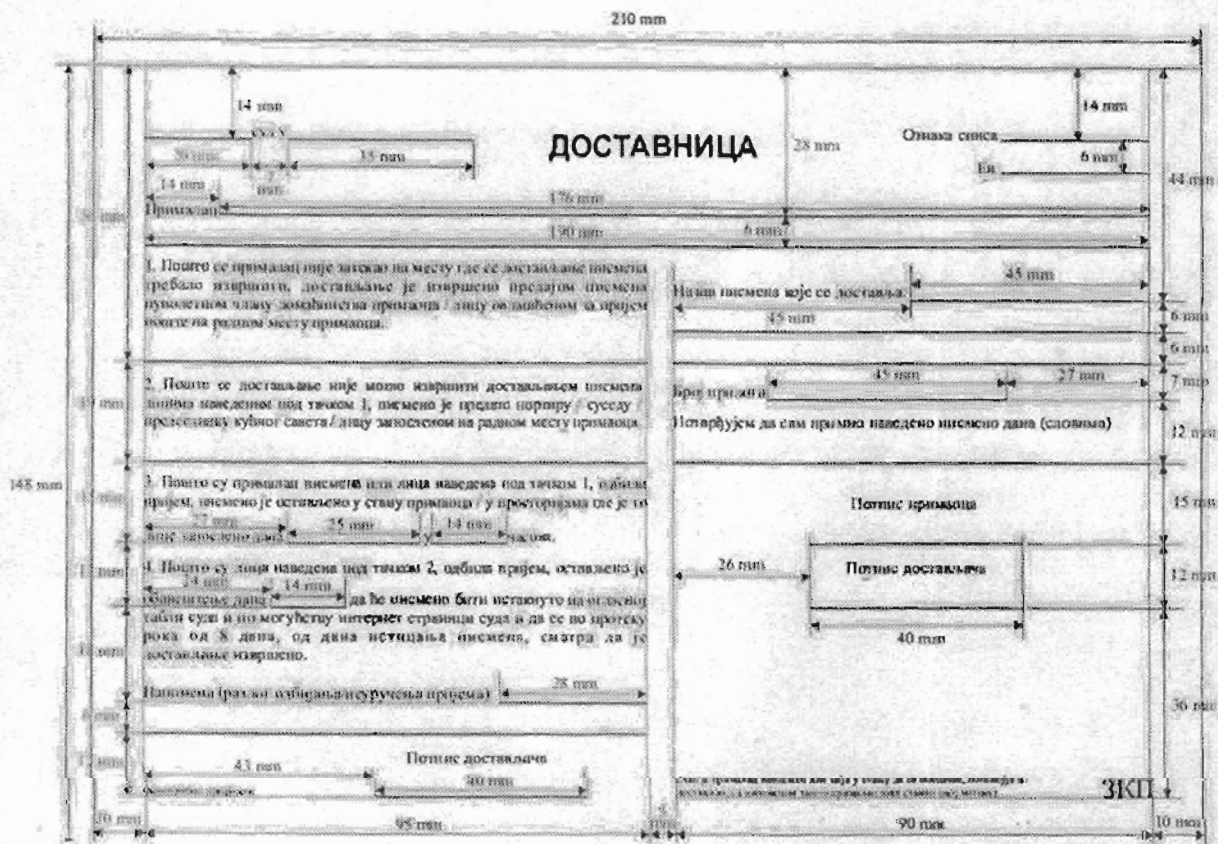 210 mm
14 mm
14 mm
ДОСТАВНИЦА
28 mm
Ознака списа
6 mm
44 mm
15 mm
14 mm
mm
176 mm
Прималац
190 mm
6 mm
1. Пошто се прималац није затекао на месту где се достављање писмена
требало извршити, достављање је извршено предајом писмена
пунолетном члану домаћинства примаоца / лицу овлашћеном за пријем
поште на радном месту примаоца.
45 mm
Назив писмена које се доставља:
45 mm
6 mm
6 mm
2. Пошто се достављање није могло извршити достављањем писмена
лицима наведеним под тачком 1, писмено је предато портиру / суседу /
председнику кућног савета / лицу запосленом на радном месту примаоца.
45 mm
27 mm
7 mm
Број прилога
Потврђујем да сам примио наведено писмено дана (словима)
12 mm
148 mm
3. Пошто су прималац писмена или лица наведена под тачком 1, одбили
пријем, писмено је остављено у стану примаоца / у просторијама где је то
лице запослено дана
25 mm
у
14 mm
часова.
Потпис примаоца
15 mm
4. Пошто су лица наведена под тачком 2, одбила пријем, остављено је
14 mm
обавештење дана
да ће писмено бити истакнуто на огласној
табли суда и по могућству интернет страници суда и да се по протеку
рока од 8 дана, од дана истицања писмена, сматра да је
достављање извршено.
26 mm
Потпис достављача
12 mm
40 mm
28 mm
36 mm
43 mm
Потпис достављача
40 mm
ЗКП
10 mm
95 mm
mm
90 mm
10 mm